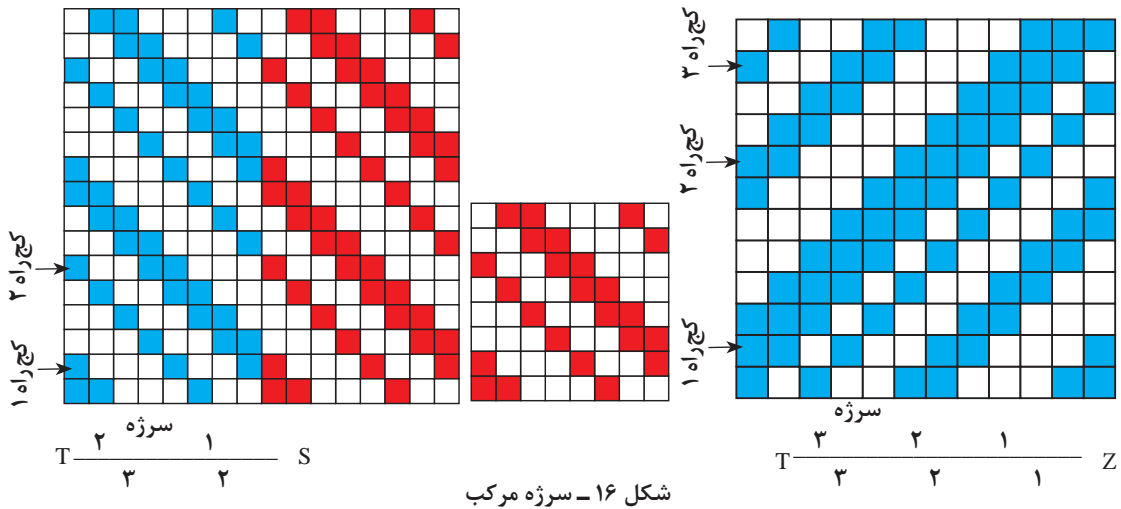 کج‌راه ۳
کج‌راه ۲
کج‌راه ۱
سرژه
T ۳ ۲ ۱ Z
۳ ۲ ۱
کج‌راه ۲
کج‌راه ۱
سرژه
T ۲ ۱ S
۳ ۲
شکل ۱۶ ـ سرژه مرکب